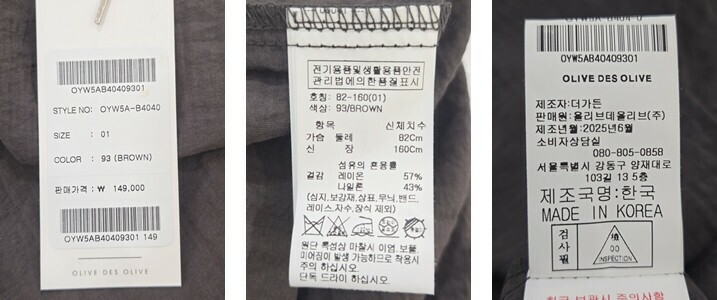 OYW5AB40409301
STYLE NO: OYW5A-B4040
SIZE : 01
COLOR : 93 (BROWN)
판매가격 : ₩ 149,000
OYW5AB40409301 149
OLIVE DES OLIVE
전기용품및생활용품안전
관리법에의한품질표시
호칭: 82-160(01)
색상: 93/BROWN
항목 신체치수
가슴 둘레 82Cm
신 장 160Cm
섬유의 혼용률
겉감 레이온 57%
나일론 43%
(심지,보강재,상표,무늬,밴드,
레이스,자수,장식 제외)
원단 특성상 마찰시 이염,보풀,
미어짐이 발생 가능하므로 착용시
주의 하십시오.
단독 드라이 하십시오.
OYW5AB40409301
OLIVE DES OLIVE
제조자:더가든
판매원:올리브데올리브(주)
제조년월:2025년6월
소비자상담실
080-805-0858
서울특별시 강동구 양재대로
103길 13 5층
제조국명:한국
MADE IN KOREA
검사필
檢
00
INSPECTION